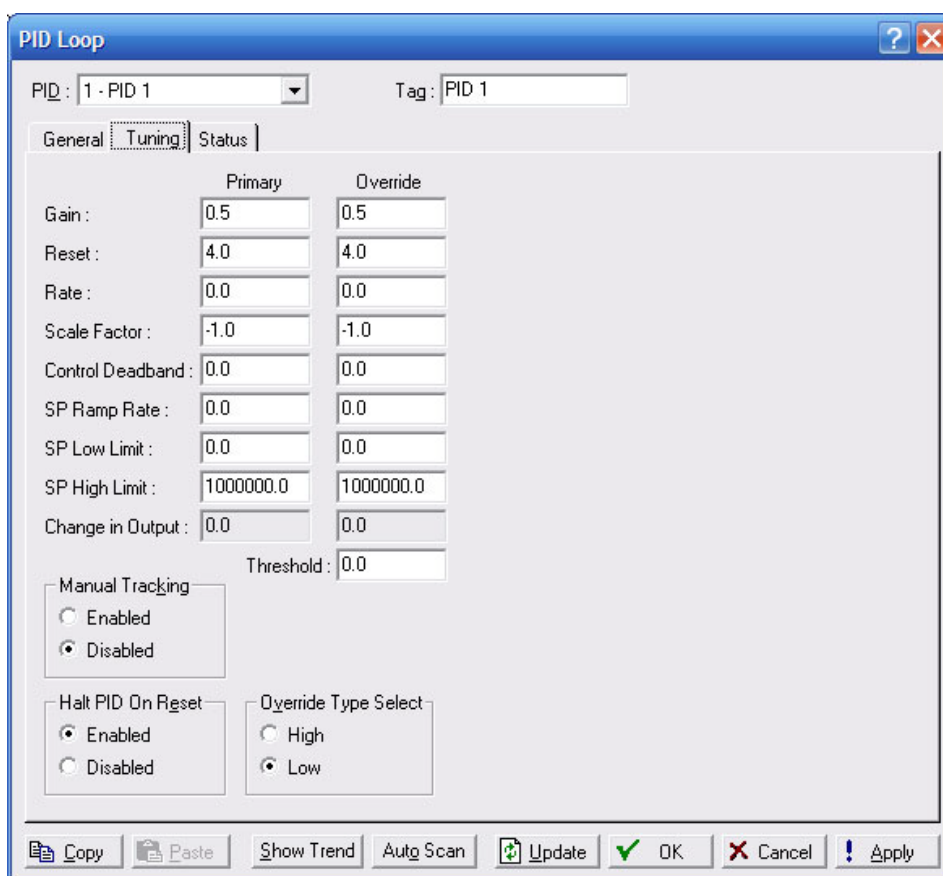 PID Loop
PID : 1 - PID 1 Tag : PID 1
General Tuning Status
Primary Override
Gain : 0.5 0.5
Reset : 4.0 4.0
Rate : 0.0 0.0
Scale Factor : -1.0 -1.0
Control Deadband : 0.0 0.0
SP Ramp Rate : 0.0 0.0
SP Low Limit : 0.0 0.0
SP High Limit : 1000000.0 1000000.0
Change in Output : 0.0 0.0
Threshold : 0.0
Manual Tracking
Enabled
Disabled
Halt PID On Reset
Enabled
Disabled
Override Type Select
High
Low
Copy Paste Show Trend Auto Scan Update OK Cancel Apply